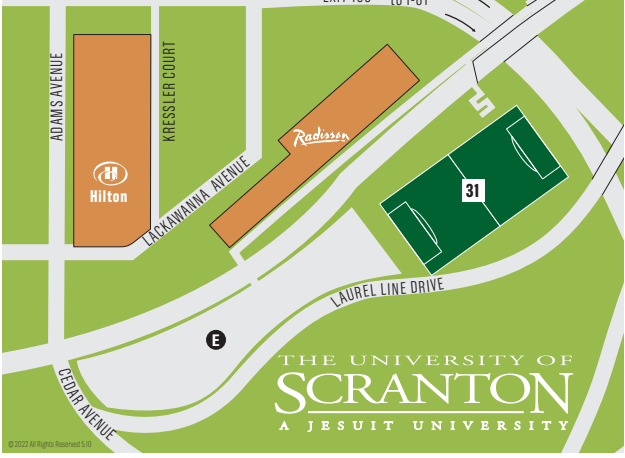 ADAMS AVENUE
KRESSLER COURT
Hilton
H
LACKAWANNA AVENUE
Radisson
31
LAUREL LINE DRIVE
E
CEDAR AVENUE
THE UNIVERSITY OF
SCRANTON
A JESUIT UNIVERSITY
© 2022 All Rights Reserved 5.10